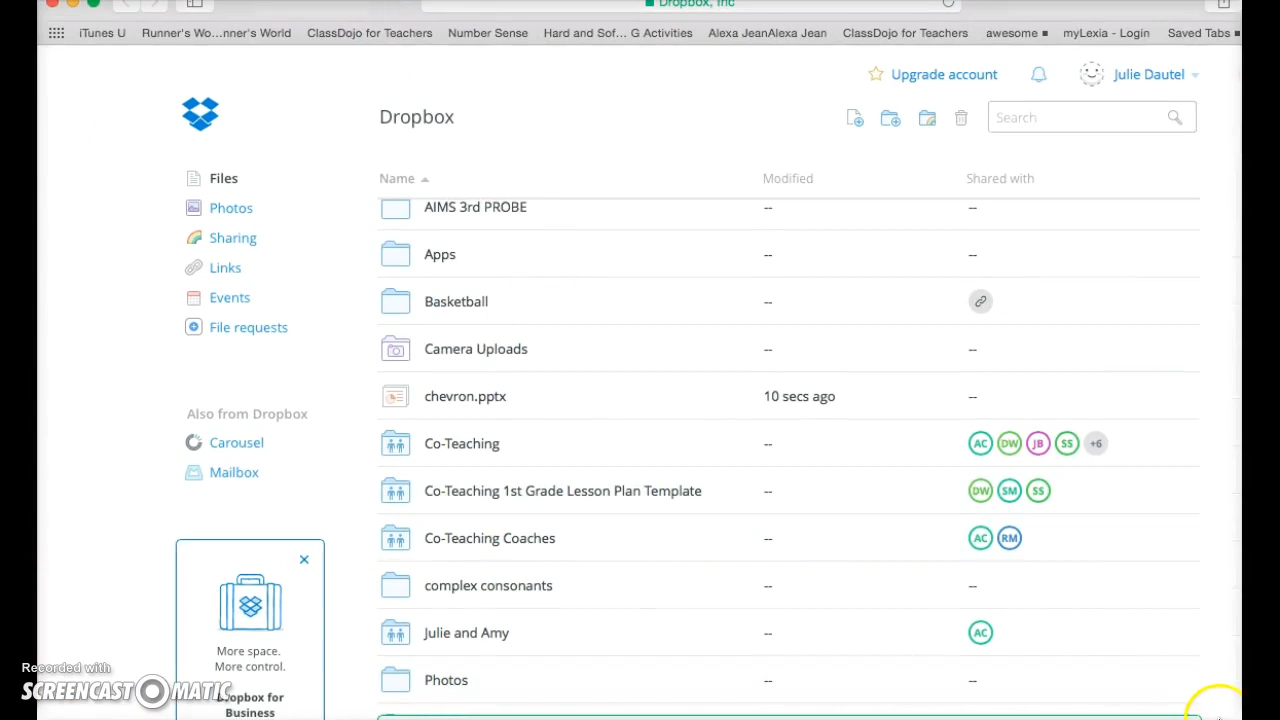 Dropbox, Inc
iTunes U Runner's Wo...nner's World ClassDojo for Teachers Number Sense Hard and Sof... G Activities Alexa JeanAlexa Jean ClassDojo for Teachers awesome myLexia - Login Saved Tabs
Upgrade account Julie Dautel
Dropbox Search
Files Name Modified Shared with
Photos AIMS 3rd PROBE -- --
Sharing
Apps -- --
Links
Events Basketball --
File requests
Camera Uploads -- --
chevron.pptx 10 secs ago --
Also from Dropbox
Carousel Co-Teaching -- AC DW JB SS +6
Mailbox
Co-Teaching 1st Grade Lesson Plan Template -- DW SM SS
Co-Teaching Coaches -- AC RM
complex consonants -- --
Julie and Amy -- AC
More space.
More control.
Photos -- --
Dropbox for
Business
Recorded with
SCREENCAST MATIC